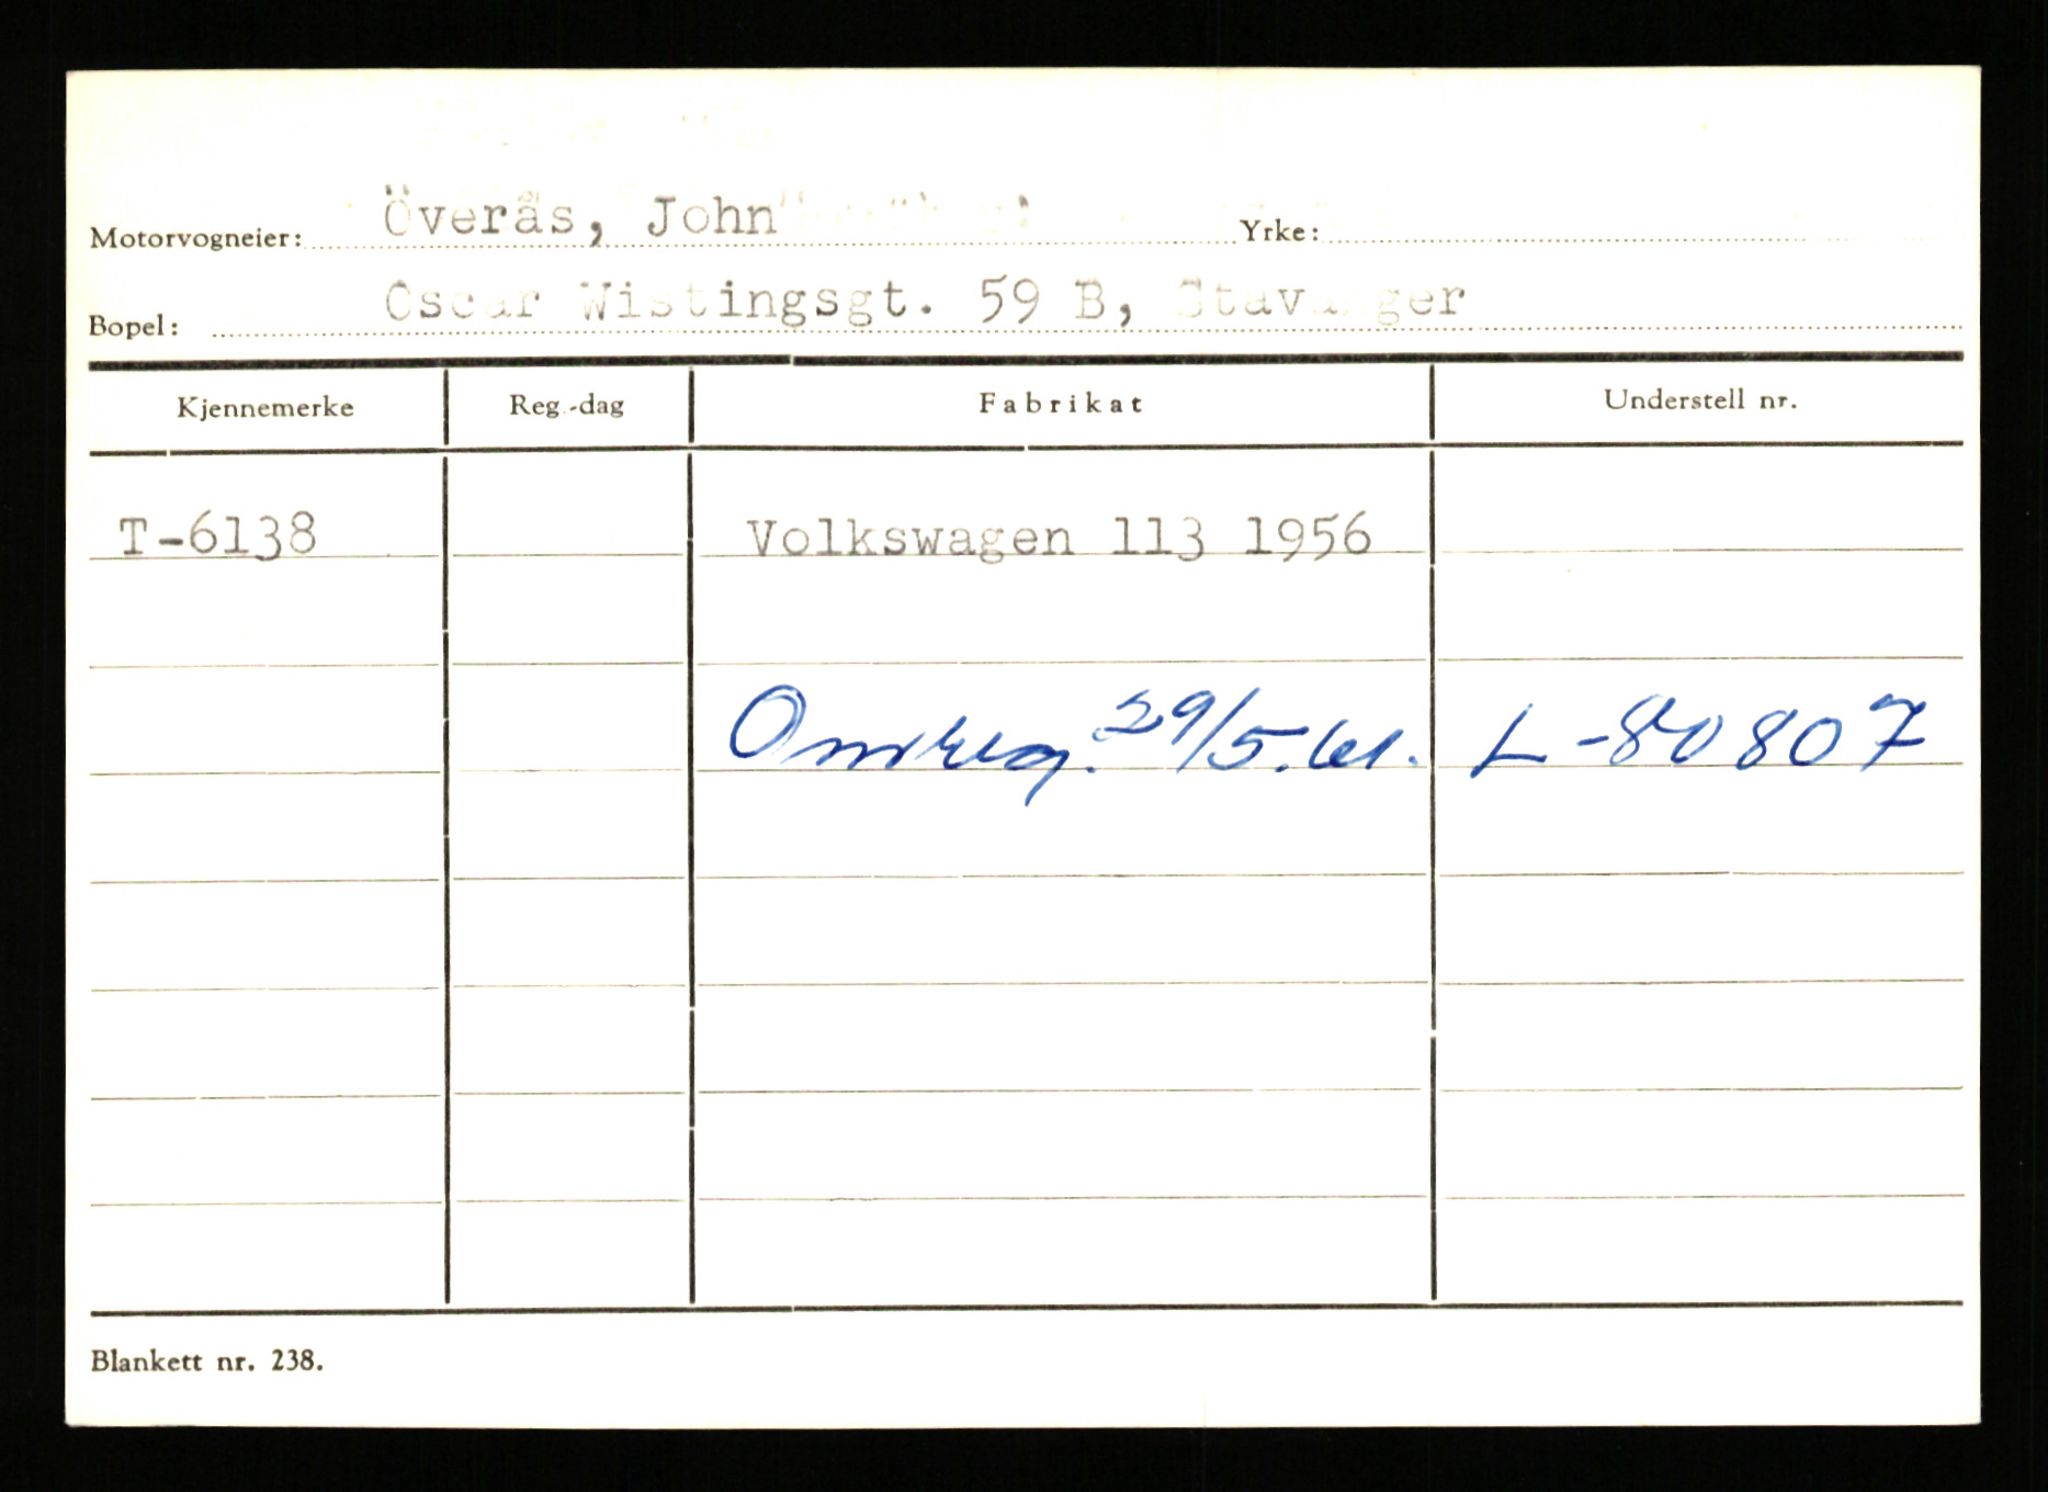 Motorvogneier: Överås, John Yrke:
Bopel: Oscar Wistingsgt. 59 B, Stavanger
Kjennemerke Reg.-dag Fabrikat Understell nr.
T-6138 Volkswagen 113 1956
Omreg. 29/5.61. L-80807
Blankett nr. 238.